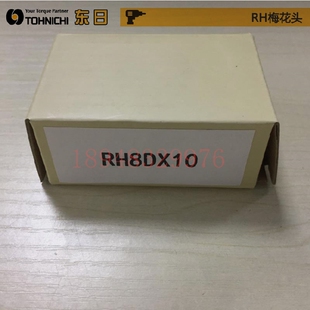 Your Torque Partner
TOHNICHI 东日
RH梅花头
RH8DX10